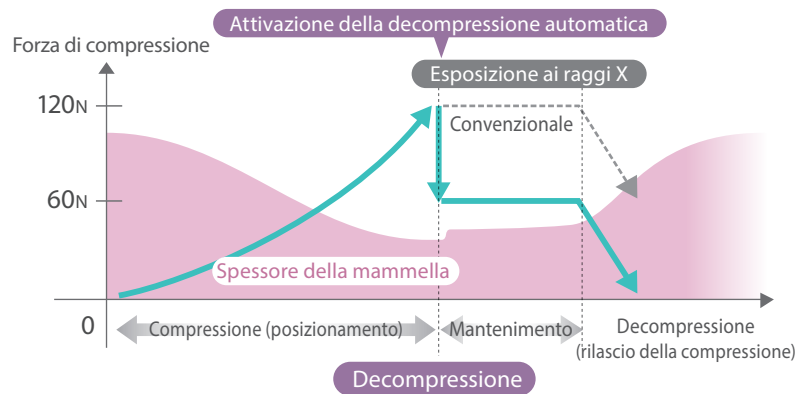 Attivazione della decompressione automatica
Forza di compressione
Esposizione ai raggi X
120N
Convenzionale
60N
Spessore della mammella
0
Compressione (posizionamento)
Mantenimento
Decompressione
(rilascio della compressione)
Decompressione